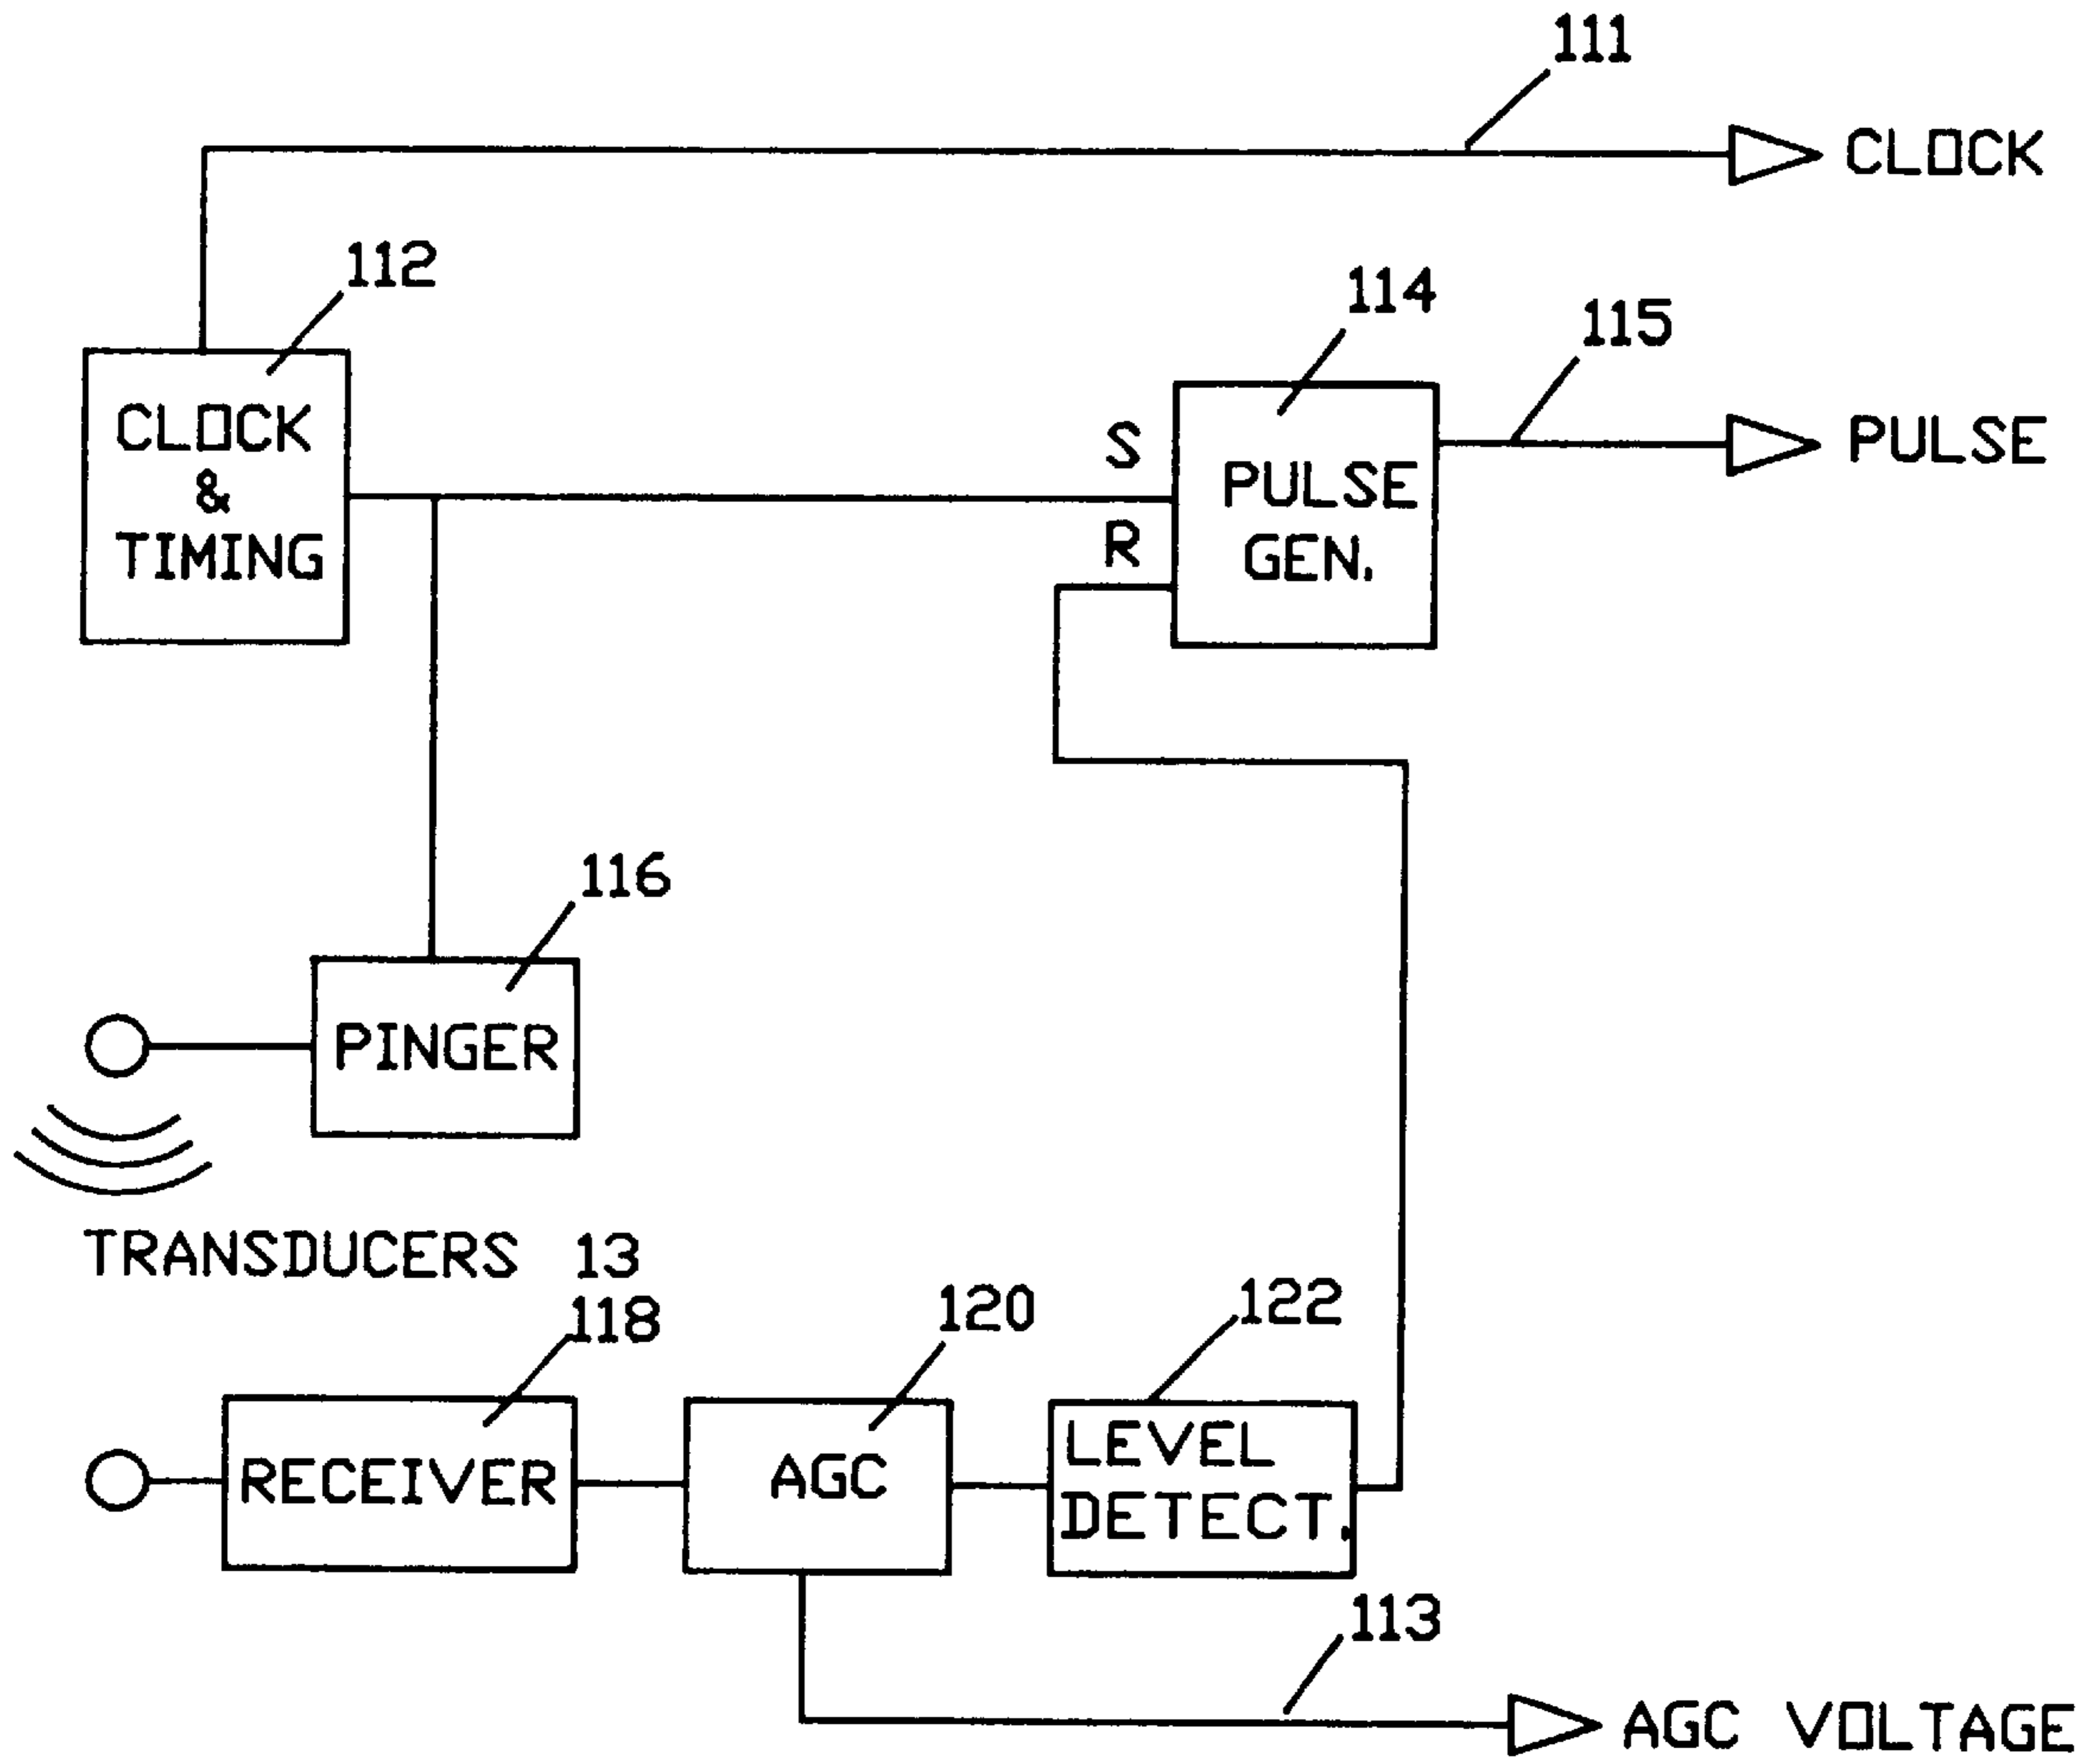 111
CLOCK
112
114
115
CLOCK
&
TIMING
S
R
PULSE
GEN.
PULSE
116
PINGER
TRANSDUCERS 13
118
120
122
RECEIVER
AGC
LEVEL
DETECT.
113
AGC VOLTAGE